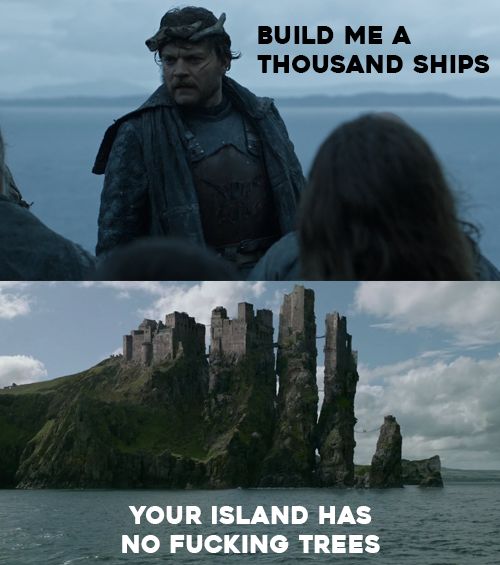 BUILD ME A
THOUSAND SHIPS
YOUR ISLAND HAS
NO FUCKING TREES